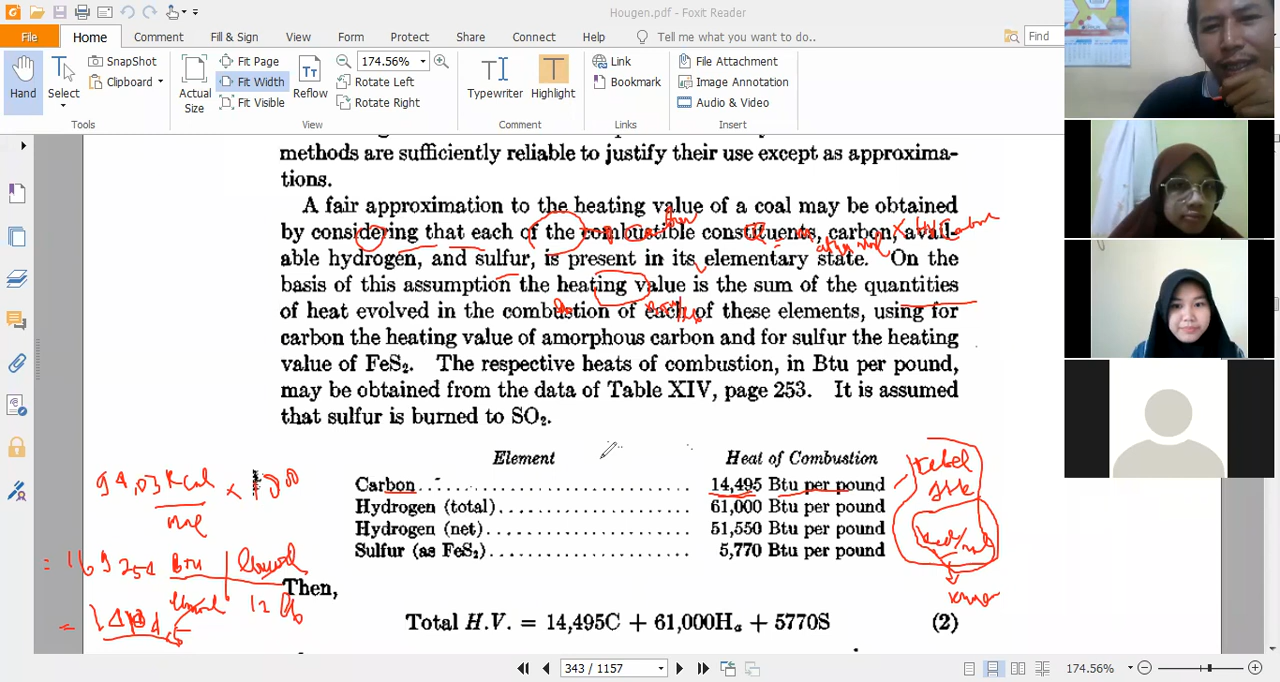 Hougen.pdf - Foxit Reader
File Home Comment Fill & Sign View Form Protect Share Connect Help Tell me what you want to do.. Find
Hand
Select
SnapShot
Clipboard
Tools
Actual Size
Fit Page
Fit Width
Fit Visible
Reflow
174.56%
Rotate Left
Rotate Right
View
Typewriter
Highlight
Comment
Link
Bookmark
Links
File Attachment
Image Annotation
Audio & Video
Insert
methods are sufficiently reliable to justify their use except as approxima-
tions.
A fair approximation to the heating value of a coal may be obtained
by considering that each of the combustible constituents, carbon, avail-
able hydrogen, and sulfur, is present in its elementary state. On the
basis of this assumption the heating value is the sum of the quantities
of heat evolved in the combustion of each of these elements, using for
carbon the heating value of amorphous carbon and for sulfur the heating
value of FeS₂. The respective heats of combustion, in Btu per pound,
may be obtained from the data of Table XIV, page 253. It is assumed
that sulfur is burned to SO₂.
Element Heat of Combustion
Carbon 14,495 Btu per pound
Hydrogen (total) 61,000 Btu per pound
Hydrogen (net) 51,550 Btu per pound
Sulfur (as FeS₂) 5,770 Btu per pound
94,03 kcal ×
mol
= 169254 Btu
12 lb
Then,
Total H.V. = 14,495C + 61,000Hₐ + 5770S (2)
343 / 1157
174.56%